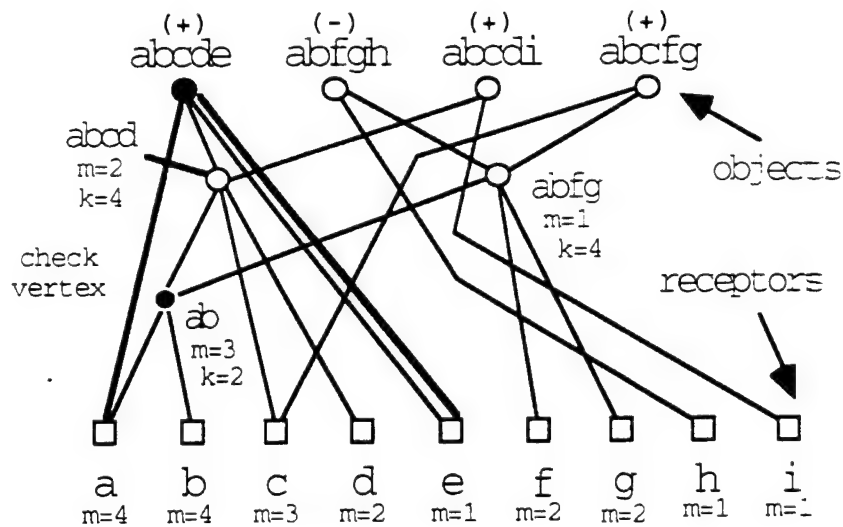 (+) (-) (+) (+)
abcde abfgh abcdi abcfg
abcd
m=2
k=4
objects
abfg
m=1
k=4
check
vertex
receptors
ab
m=3
k=2
a b c d e f g h i
m=4 m=4 m=3 m=2 m=1 m=2 m=2 m=1 m=1